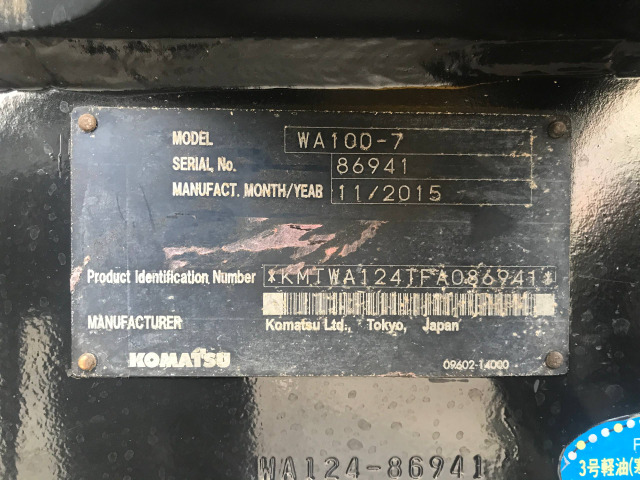 MODEL WA100-7
SERIAL No. 86941
MANUFACT. MONTH/YEAR 11/2015
Product Identification Number *KMTWA124TFA086941*
MANUFACTURER Komatsu Ltd., Tokyo, Japan
KOMATSU 09602-14000
WA124-86941
3号軽油(寒